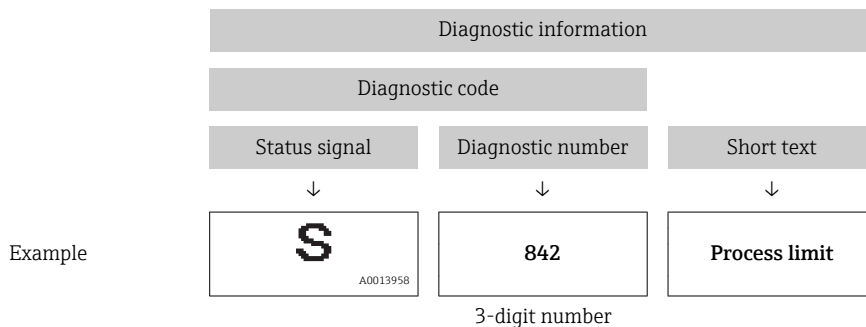 Diagnostic information
Diagnostic code
Status signal Diagnostic number Short text
↓ ↓ ↓
Example S 842 Process limit
A0013958
3-digit number